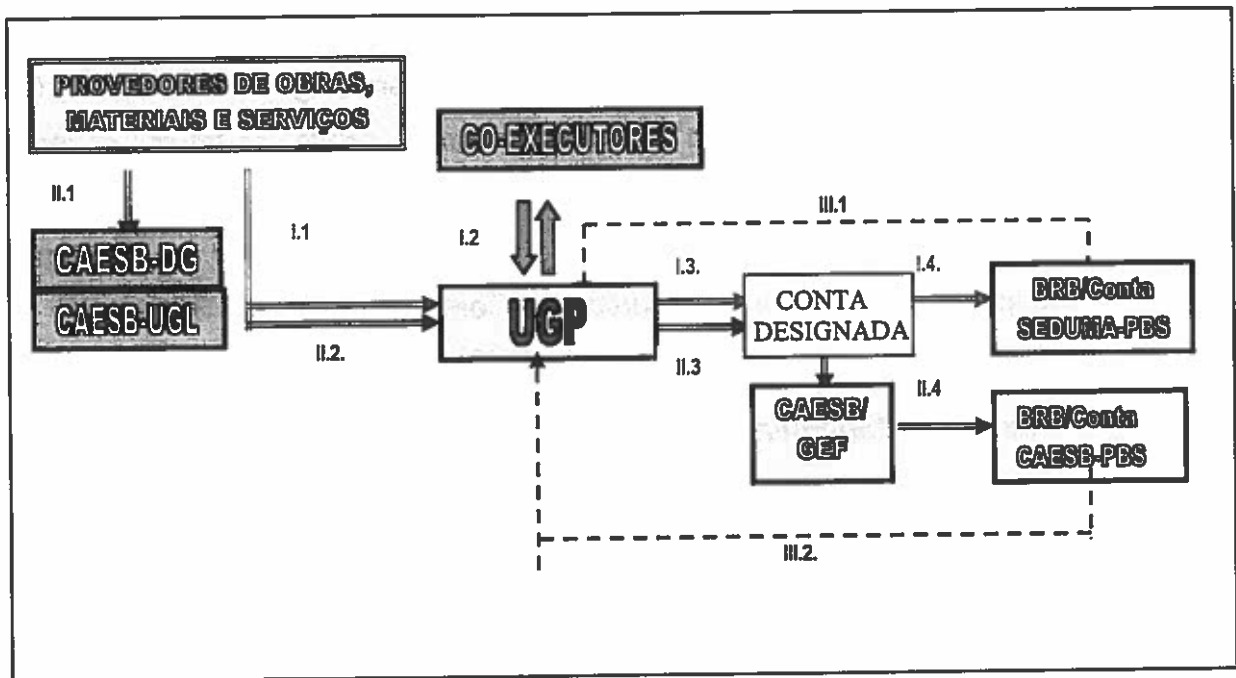 PROVEDORES DE OBRAS,
MATERIAIS E SERVIÇOS
CO-EXECUTORES
II.1
I.1
I.2
III.1
CAESB-DG
CAESB-UGL
I.3.
I.4.
UGP
CONTA
DESIGNADA
BRB/Conta
SEDUMA-PBS
II.2.
II.3
II.4
CAESB/
GEF
BRB/Conta
CAESB-PBS
III.2.